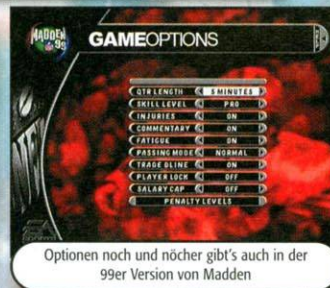 MADDEN
99
GAMEOPTIONS
QTR LENGTH 5 MINUTES
SKILL LEVEL PRO
INJURIES ON
COMMENTARY ON
FATIGUE ON
PASSING MODE NORMAL
TRADE DLINE ON
PLAYER LOCK OFF
SALARY CAP OFF
PENALTY LEVELS
Optionen noch und nöcher gibt's auch in der
99er Version von Madden